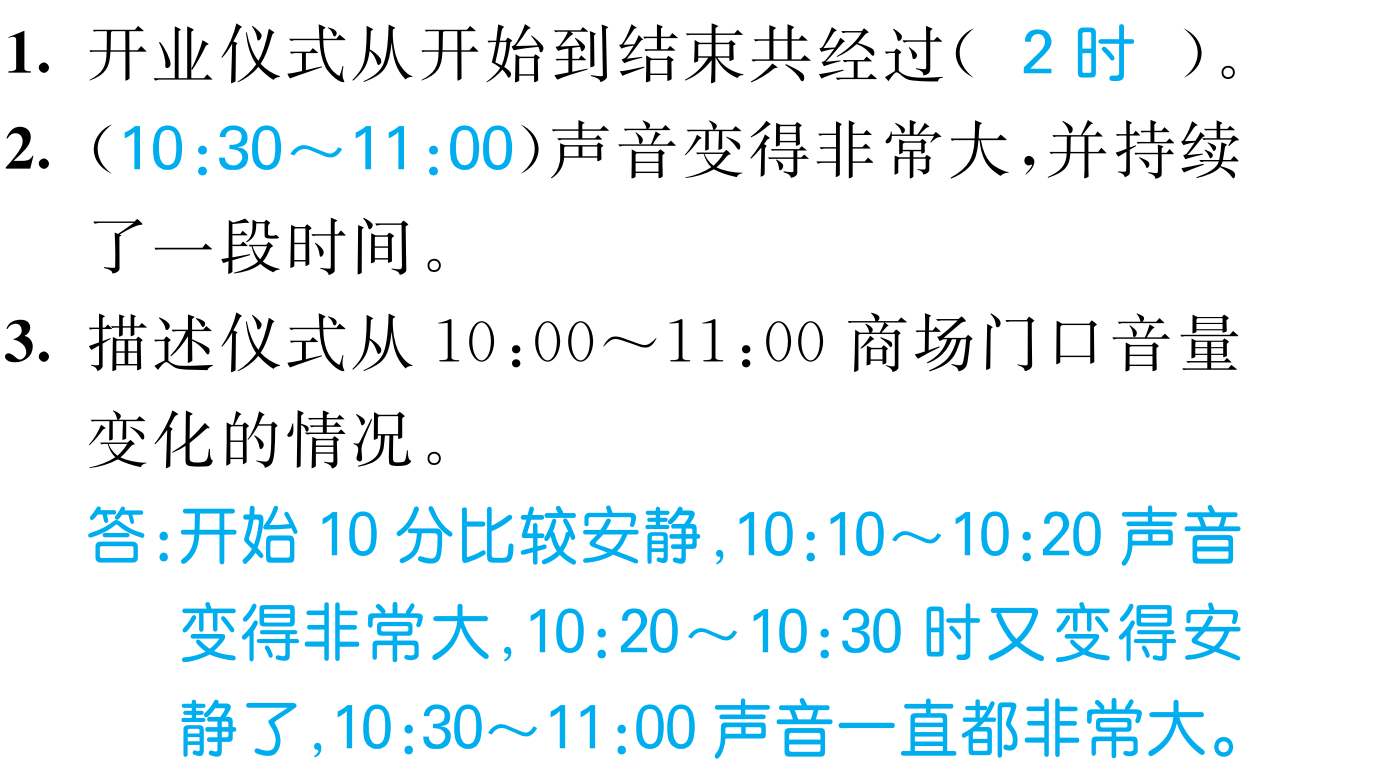 1. 开业仪式从开始到结束共经过( 2时 )。
2. (10:30～11:00)声音变得非常大,并持续
了一段时间。
3. 描述仪式从 10:00～11:00 商场门口音量
变化的情况。
答:开始 10 分比较安静,10:10～10:20 声音
变得非常大,10:20～10:30 时又变得安
静了,10:30～11:00 声音一直都非常大。